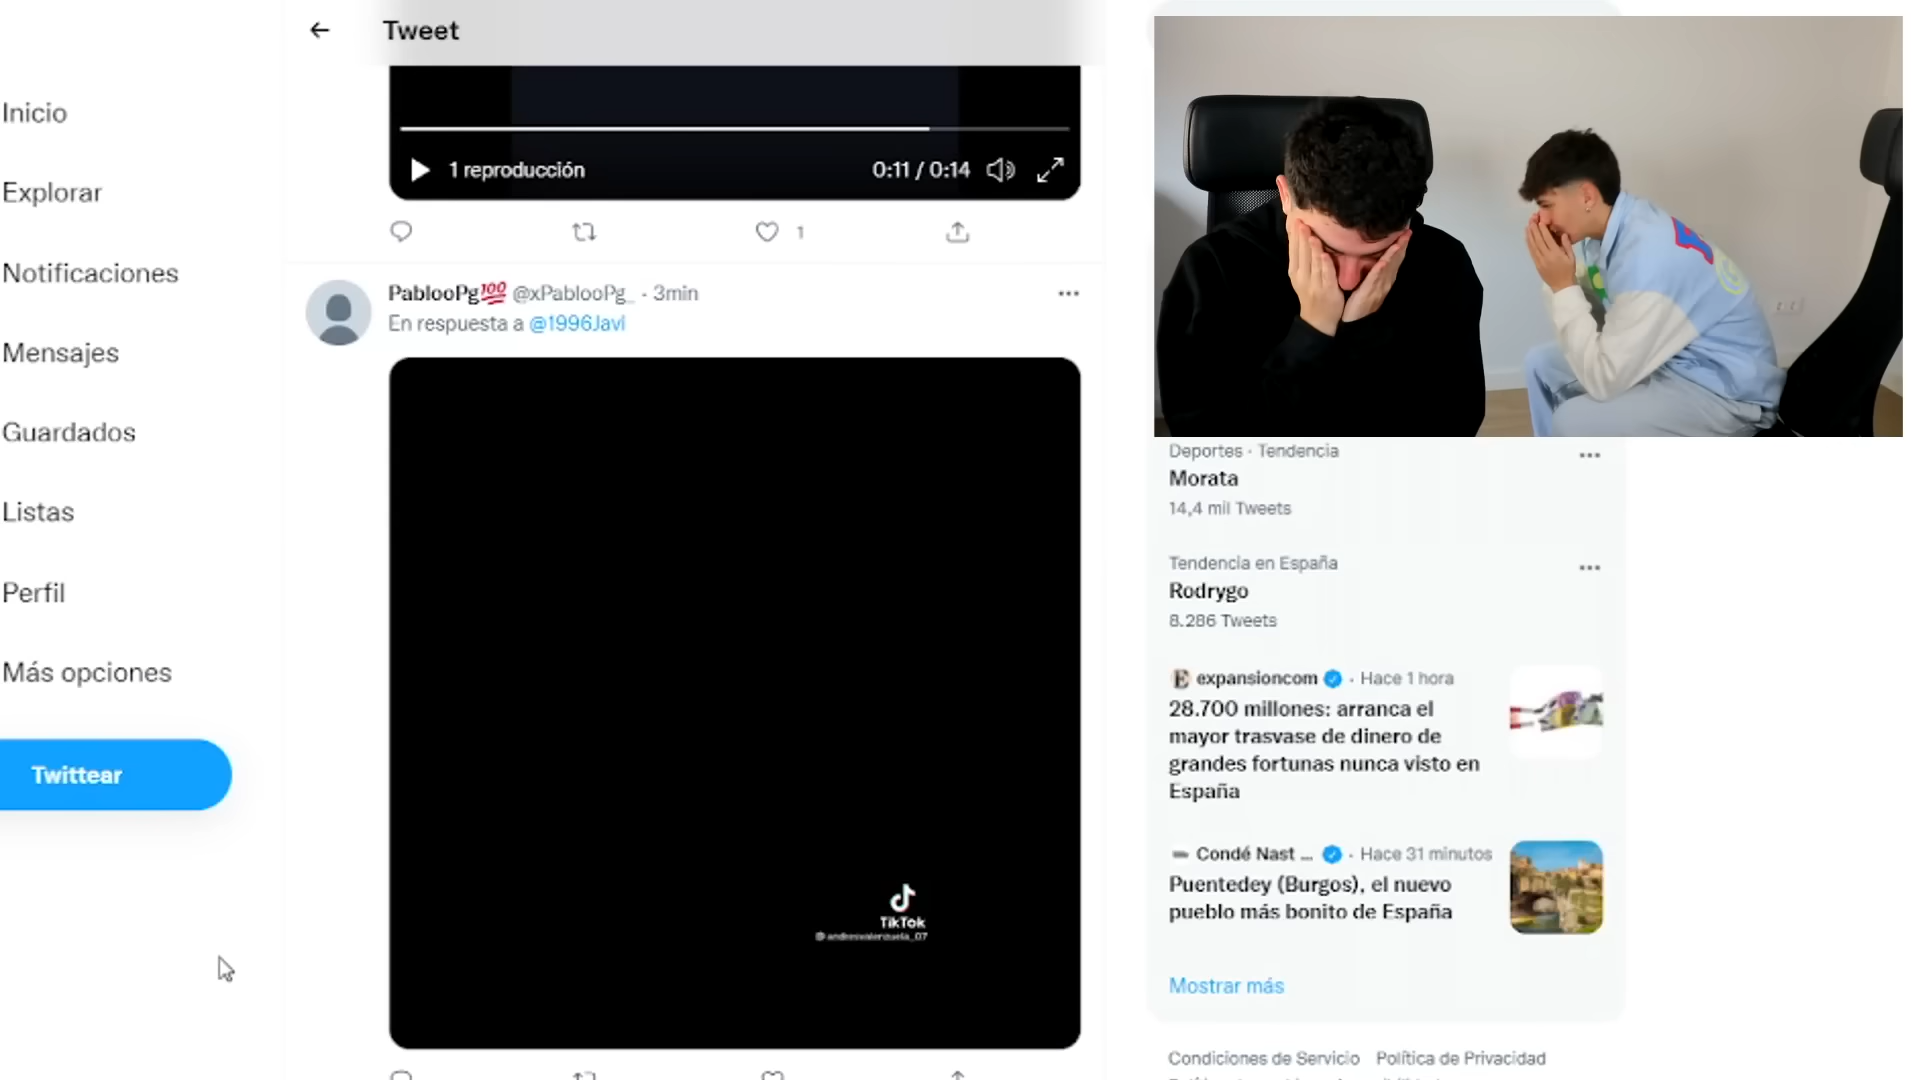 Tweet
Inicio
Explorar
Notificaciones
Mensajes
Guardados
Listas
Perfil
Más opciones
Twittear
1 reproducción
0:11 / 0:14
1
PablooPg💯 @xPablooPg_ · 3min
En respuesta a @1996Javi
TikTok
Deportes · Tendencia
Morata
14,4 mil Tweets
Tendencia en España
Rodrygo
8.286 Tweets
expansioncom · Hace 1 hora
28.700 millones: arranca el
mayor trasvase de dinero de
grandes fortunas nunca visto en
España
Condé Nast ... · Hace 31 minutos
Puentedey (Burgos), el nuevo
pueblo más bonito de España
Mostrar más
Condiciones de Servicio Política de Privacidad